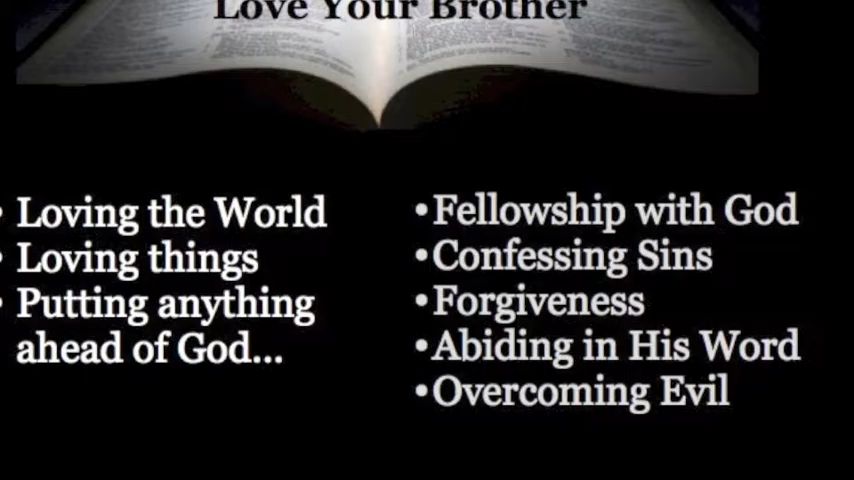 Love Your Brother
• Loving the World
• Loving things
• Putting anything
ahead of God...
•Fellowship with God
•Confessing Sins
•Forgiveness
•Abiding in His Word
•Overcoming Evil